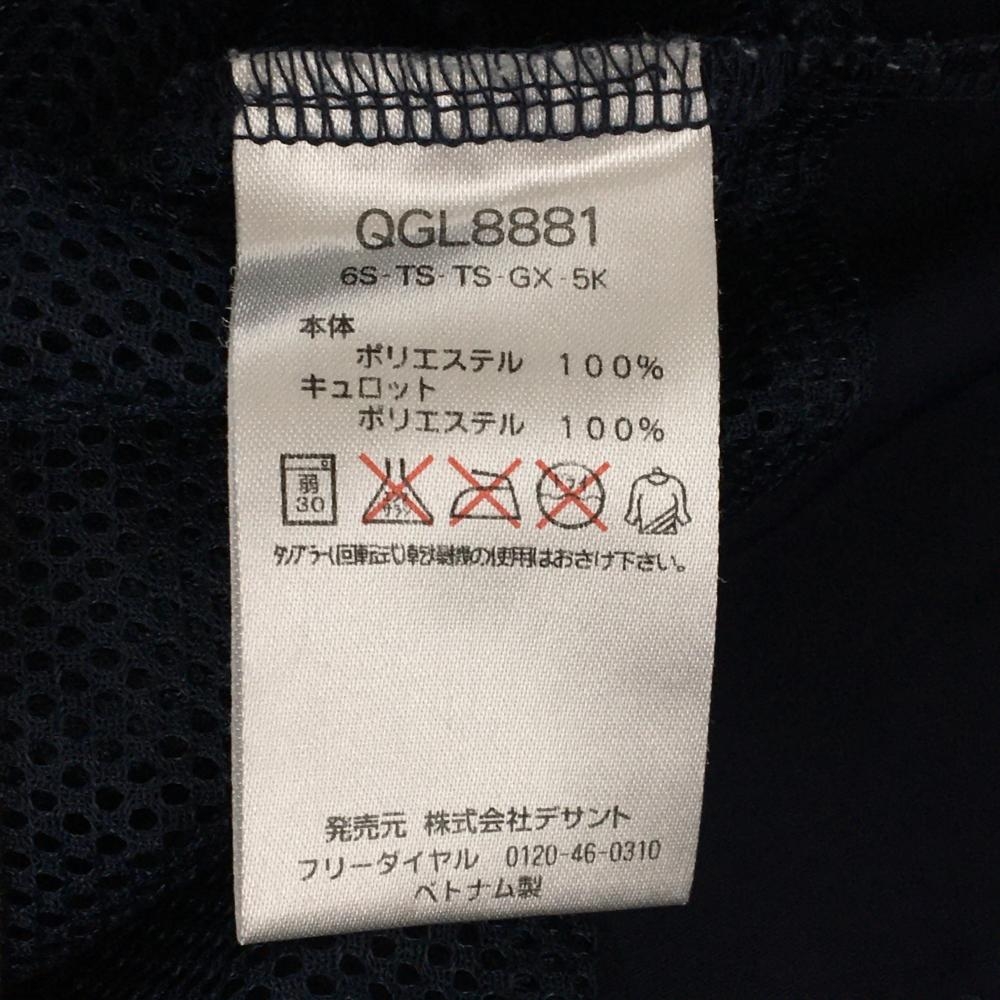 QGL8881
6S-TS-TS-GX-5K
本体
ポリエステル 100%
キュロット
ポリエステル 100%
弱
30
タンブラー(回転式)乾燥機の使用はおさけ下さい。
発売元 株式会社デサント
フリーダイヤル 0120-46-0310
ベトナム製